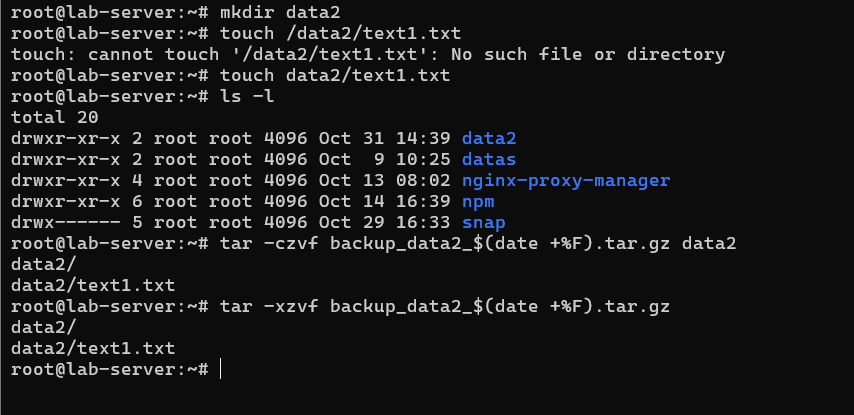 root@lab-server:~# mkdir data2
root@lab-server:~# touch /data2/text1.txt
touch: cannot touch '/data2/text1.txt': No such file or directory
root@lab-server:~# touch data2/text1.txt
root@lab-server:~# ls -l
total 20
drwxr-xr-x 2 root root 4096 Oct 31 14:39 data2
drwxr-xr-x 2 root root 4096 Oct  9 10:25 datas
drwxr-xr-x 4 root root 4096 Oct 13 08:02 nginx-proxy-manager
drwxr-xr-x 6 root root 4096 Oct 14 16:39 npm
drwx------ 5 root root 4096 Oct 29 16:33 snap
root@lab-server:~# tar -czvf backup_data2_$(date +%F).tar.gz data2
data2/
data2/text1.txt
root@lab-server:~# tar -xzvf backup_data2_$(date +%F).tar.gz
data2/
data2/text1.txt
root@lab-server:~#